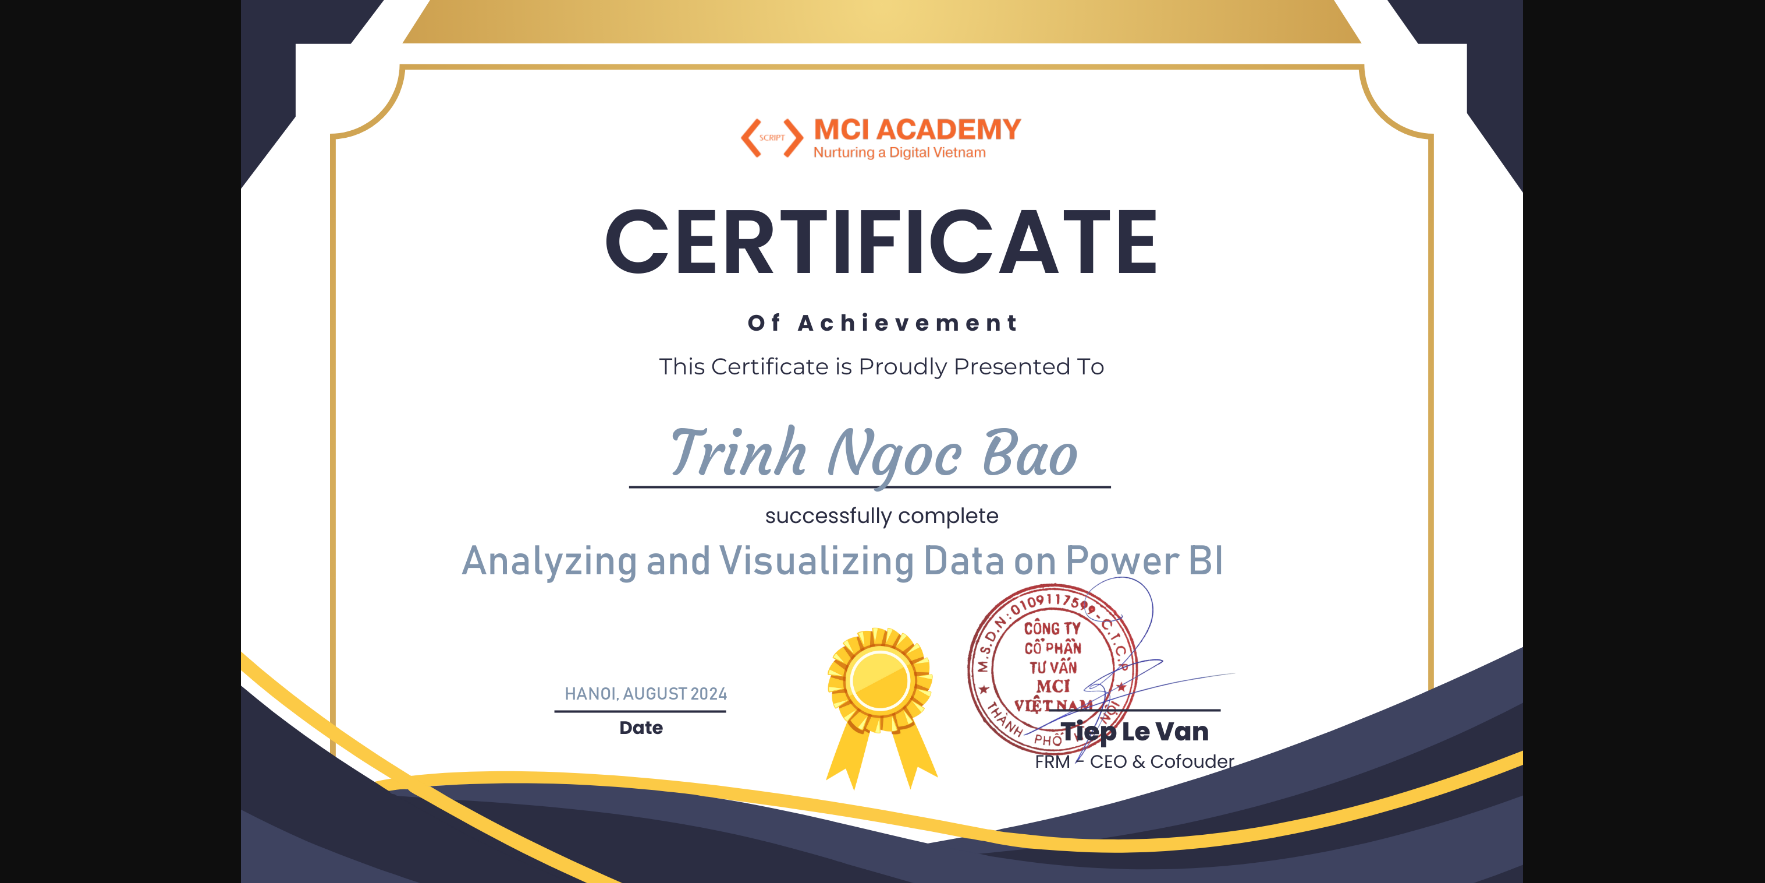 SCRIPT
MCI ACADEMY
Nurturing a Digital Vietnam
CERTIFICATE
Of Achievement
This Certificate is Proudly Presented To
Trinh Ngoc Bao
successfully complete
Analyzing and Visualizing Data on Power BI
HANOI, AUGUST 2024
Date
M.S.D.N:0109117599-C.T.C.P
CÔNG TY
CỔ PHẦN
TƯ VẤN
MCI
VIỆT NAM
THÀNH PHỐ NỘI
Tiep Le Van
FRM - CEO & Cofouder